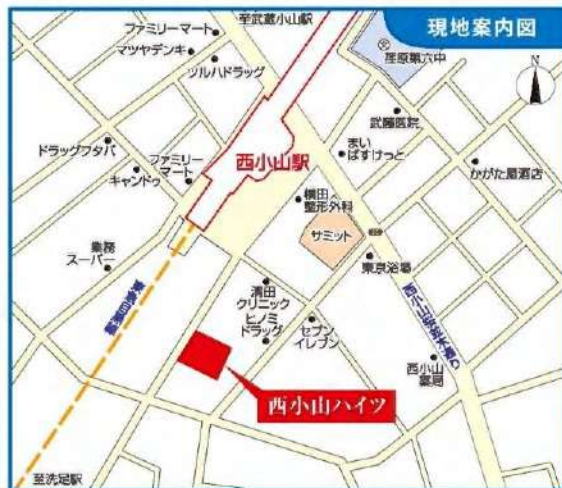 現地案内図
至武蔵小山駅
ファミリーマート
マツヤデンキ
ツルハドラッグ
荏原第六中
武藤医院
まい
ばすけっと
かがた屋酒店
ドラッグフタバ
キャンドゥ
ファミリー
マート
西小山駅
横田
整形外科
サミット
東京浴場
業務
スーパー
東急目黒線
清田
クリニック
ヒノミ
ドラッグ
セブン
イレブン
西小山
薬局
西小山ハイツ
至洗足駅